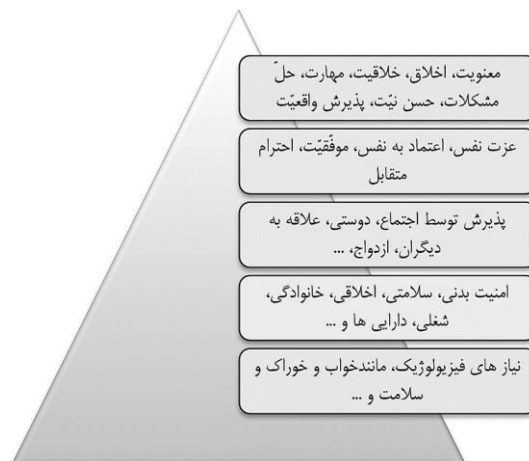 معنویت، اخلاق، خلاقیت، مهارت، حلّ
مشکلات، حسن نیّت، پذیرش واقعیّت
عزت نفس، اعتماد به نفس، موفّقیّت، احترام
متقابل
پذیرش توسط اجتماع، دوستی، علاقه به
دیگران، ازدواج، ...
امنیت بدنی، سلامتی، اخلاقی، خانوادگی،
شغلی، دارایی ها و ...
نیاز های فیزیولوژیک، مانندخواب و خوراک و
سلامت و ...